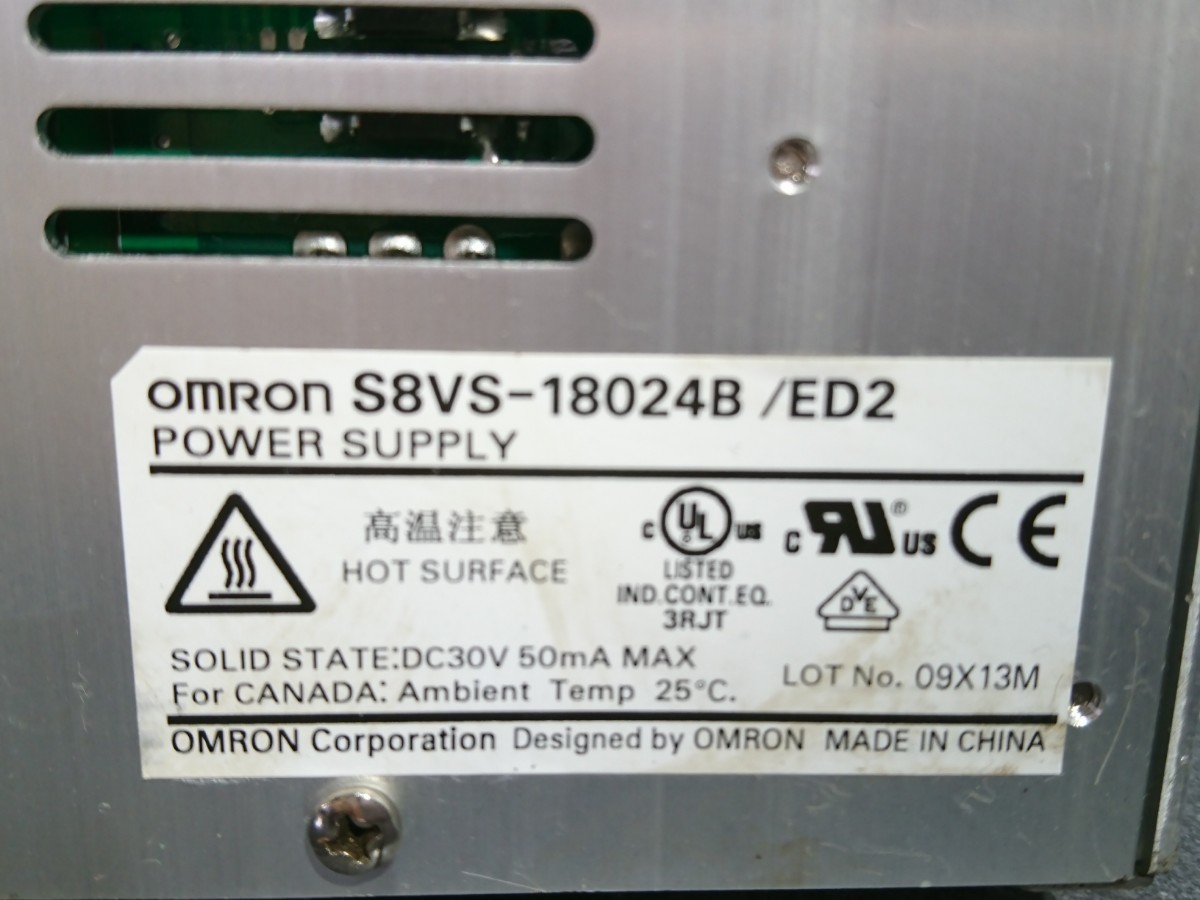 OMRON S8VS-18024B /ED2
POWER SUPPLY
高温注意
HOT SURFACE
C UL US
LISTED
IND.CONT.EQ.
3RJT
C RU ® US
CE
DVE
SOLID STATE:DC30V 50mA MAX
For CANADA: Ambient Temp 25°C.
LOT No. 09X13M
OMRON Corporation Designed by OMRON MADE IN CHINA